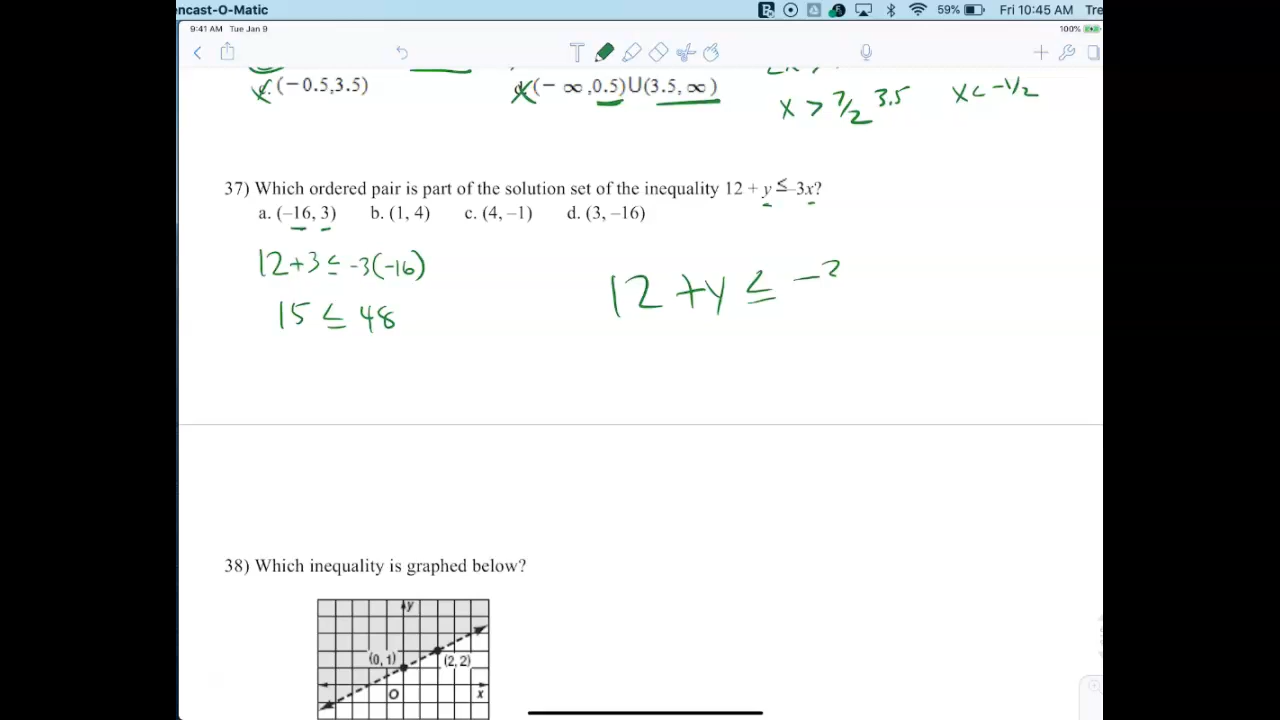 encast-O-Matic 59% Fri 10:45 AM Tre
9:41 AM Tue Jan 9 100%
T
(−0.5,3.5) (− ∞,0.5)U(3.5, ∞)
x > 7/2 3.5 x < -1/2
37) Which ordered pair is part of the solution set of the inequality 12 + y ≤ –3x?
a. (–16, 3) b. (1, 4) c. (4, –1) d. (3, –16)
12+3 ≤ -3(-16)
12 + y ≤ -
15 ≤ 48
38) Which inequality is graphed below?
y
(0, 1) (2, 2)
O x